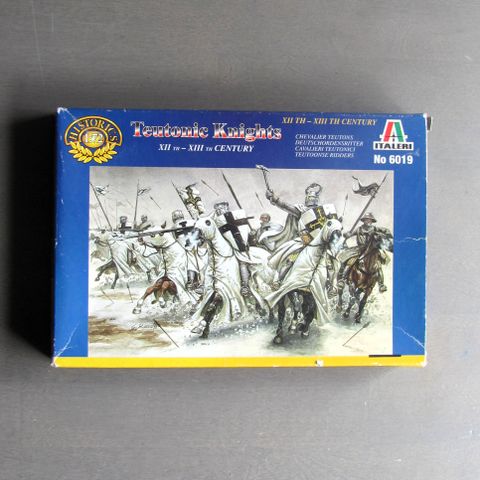 HISTORICS
1:72
Teutonic Knights
XII TH – XIII TH CENTURY
XII TH – XIII TH CENTURY
CHEVALIER TEUTONS
DEUTSCHORDENSRITTER
CAVALIERI TEUTONICI
TEUTOONSE RIDDERS
ITALERI
No 6019